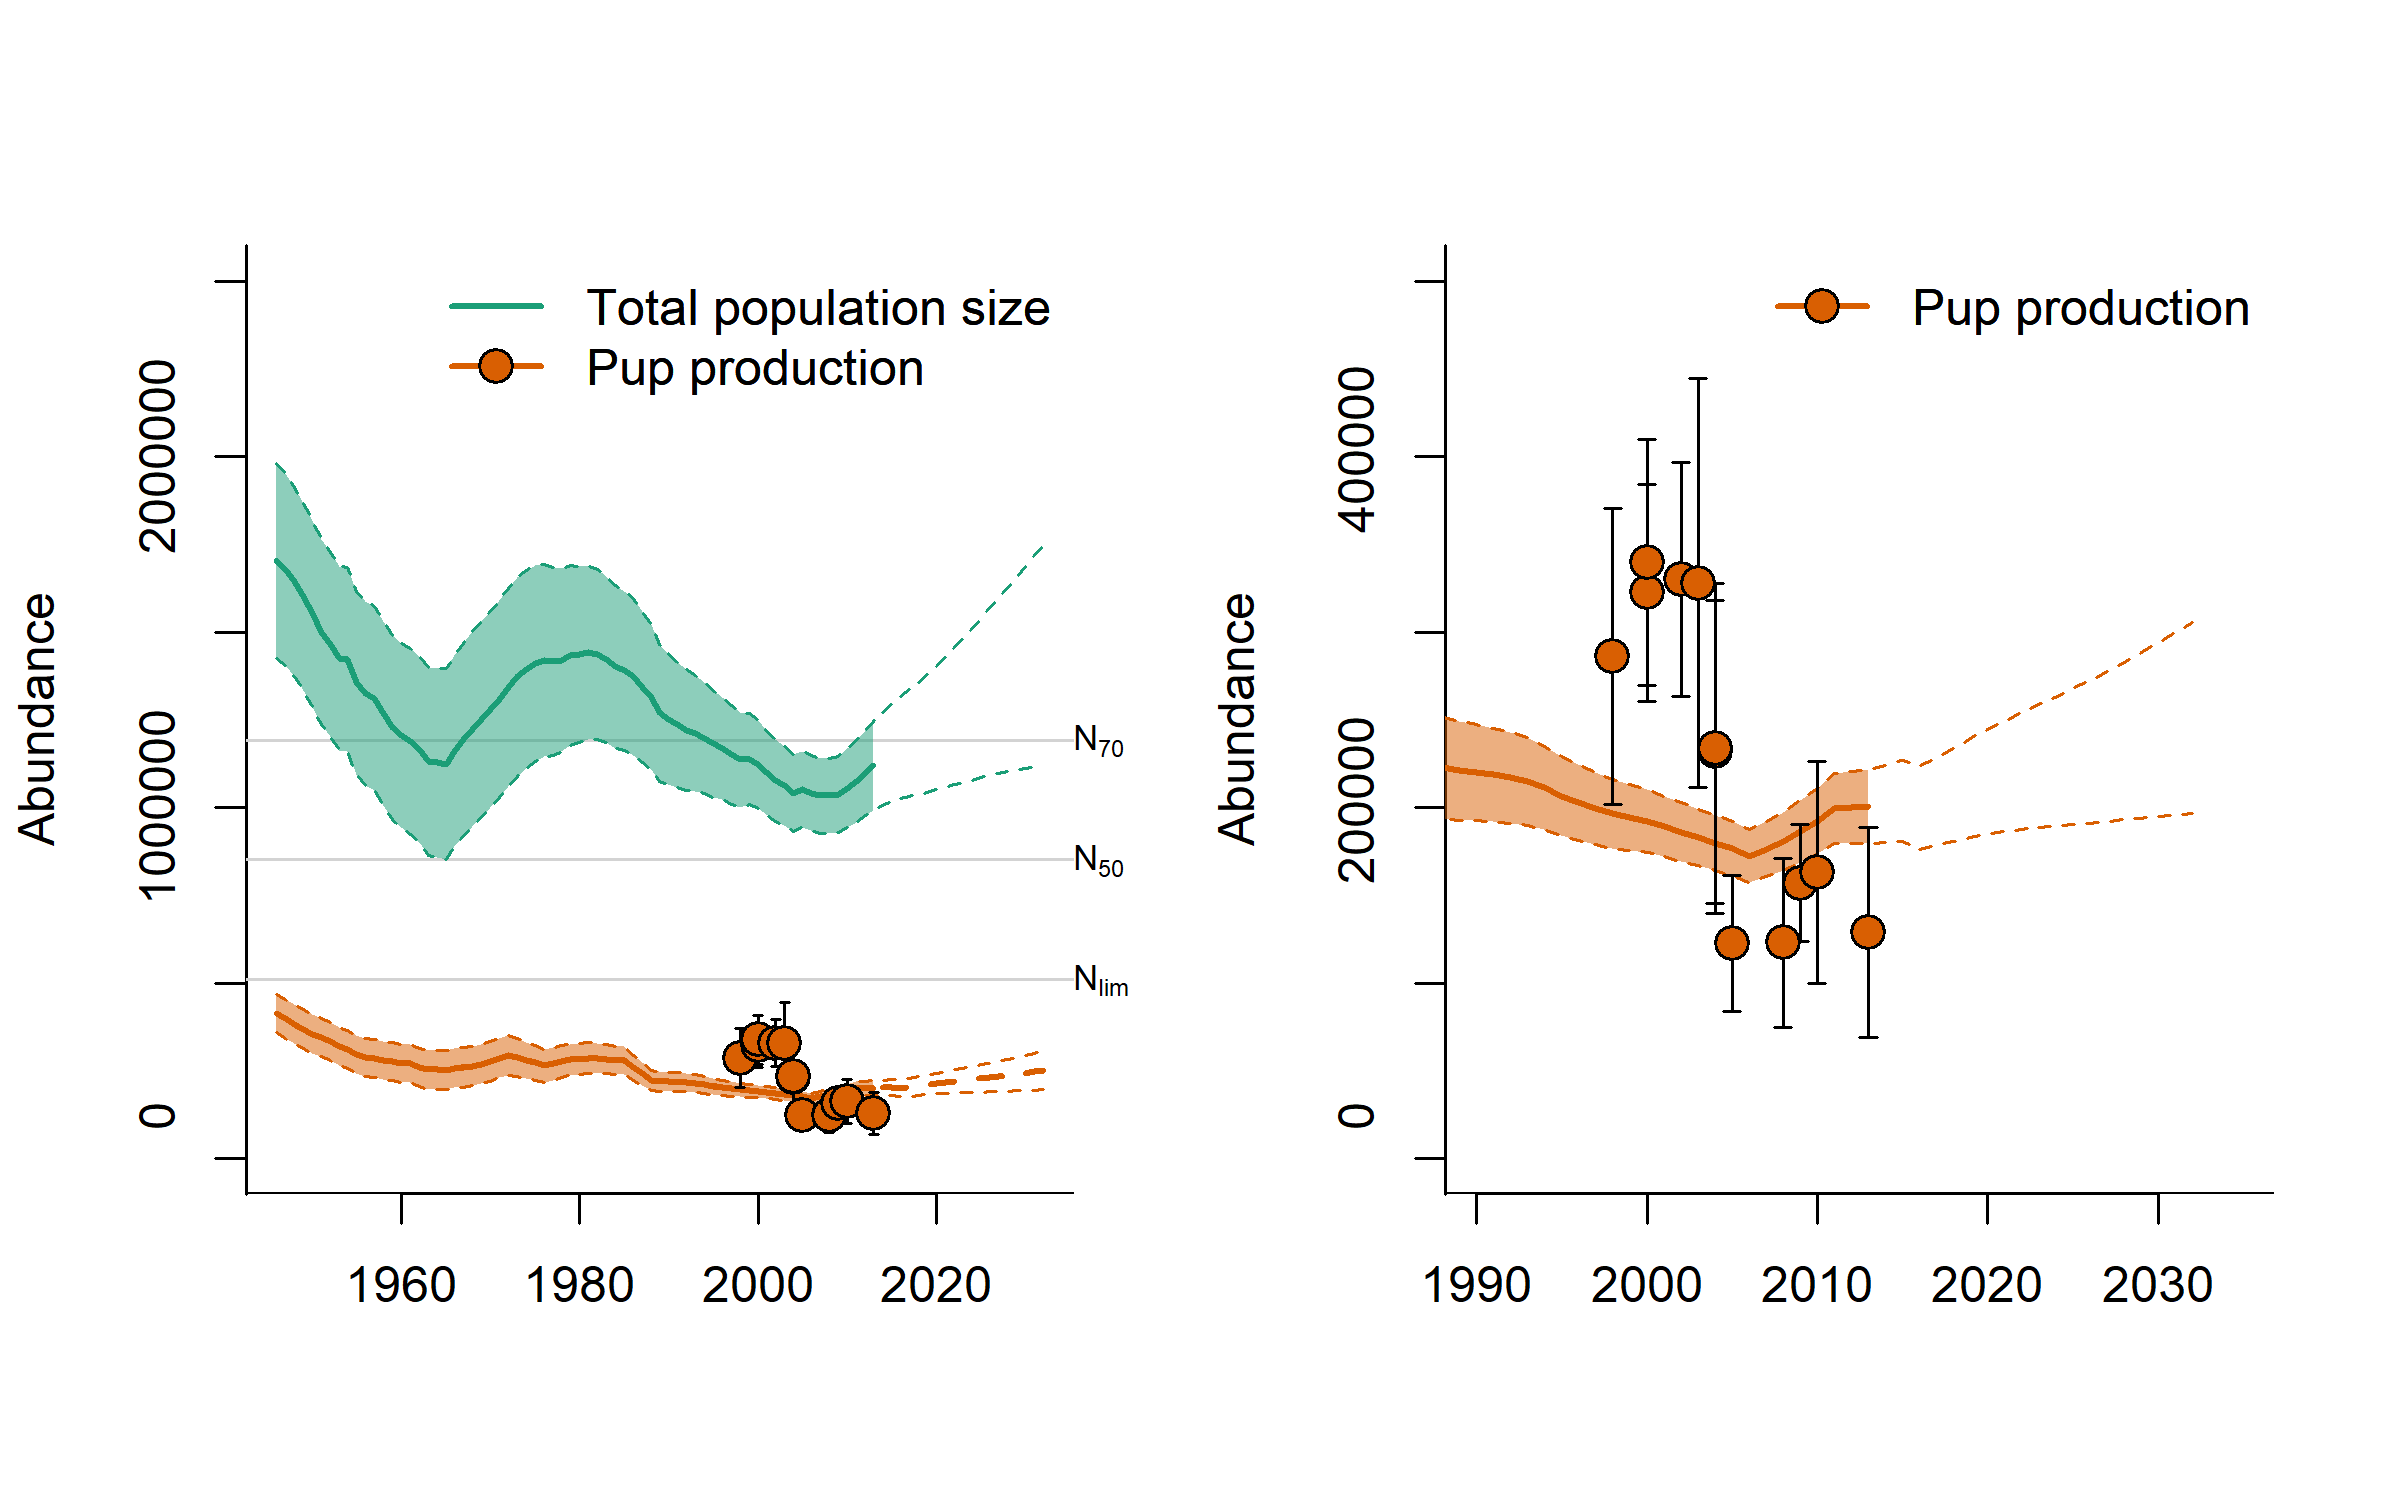 Total population size
Pup production
Abundance
0
1000000
2000000
N70
N50
Nlim
1960 1980 2000 2020
Pup production
Abundance
0
200000
400000
1990 2000 2010 2020 2030